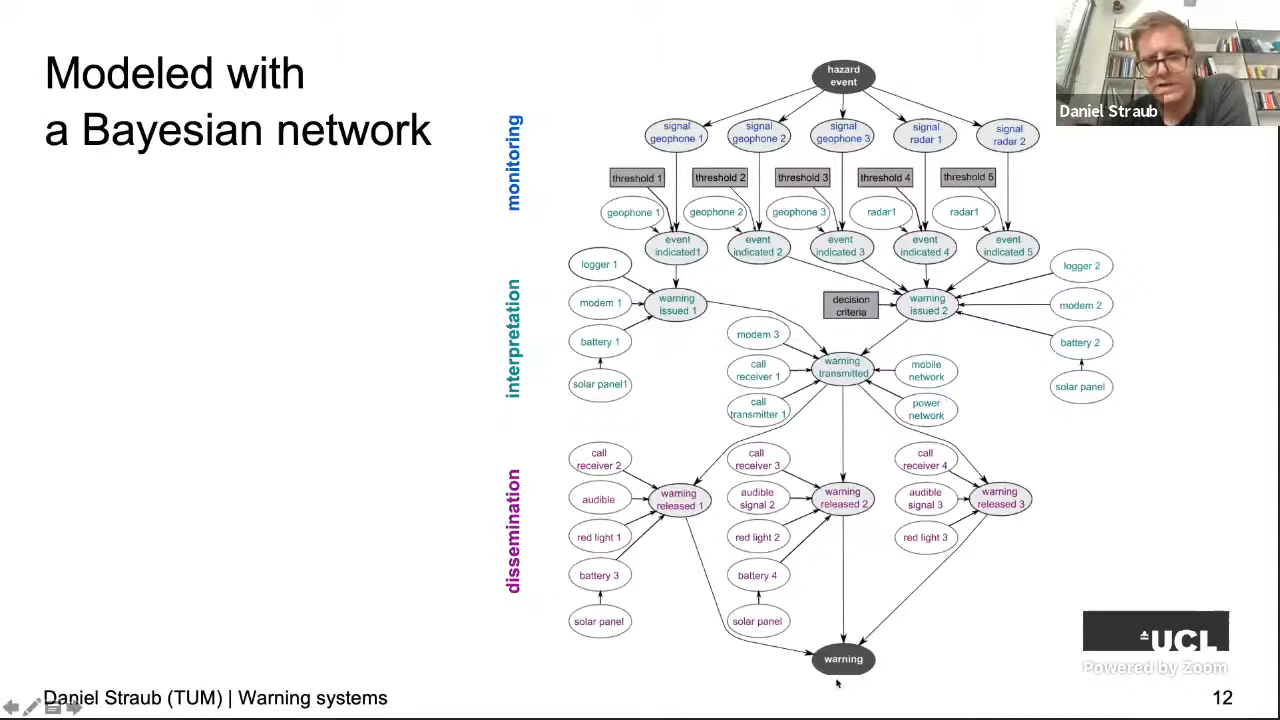 Modeled with
a Bayesian network
Daniel Straub
monitoring
hazard
event
signal
geophone 1
signal
geophone 2
signal
geophone 3
signal
radar 1
signal
radar 2
threshold 1
threshold 2
threshold 3
threshold 4
threshold 5
geophone 1
geophone 2
geophone 3
radar1
radar1
event
indicated1
event
indicated 2
event
indicated 3
event
indicated 4
event
indicated 5
interpretation
logger 1
modem 1
battery 1
solar panel1
warning
issued 1
decision
criteria
warning
issued 2
logger 2
modem 2
battery 2
solar panel
modem 3
call
receiver 1
call
transmitter 1
warning
transmitted
mobile
network
power
network
dissemination
call
receiver 2
audible
red light 1
battery 3
solar panel
warning
released 1
call
receiver 3
audible
signal 2
red light 2
battery 4
solar panel
warning
released 2
call
receiver 4
audible
signal 3
red light 3
warning
released 3
warning
UCL
Powered by Zoom
Daniel Straub (TUM) | Warning systems
12